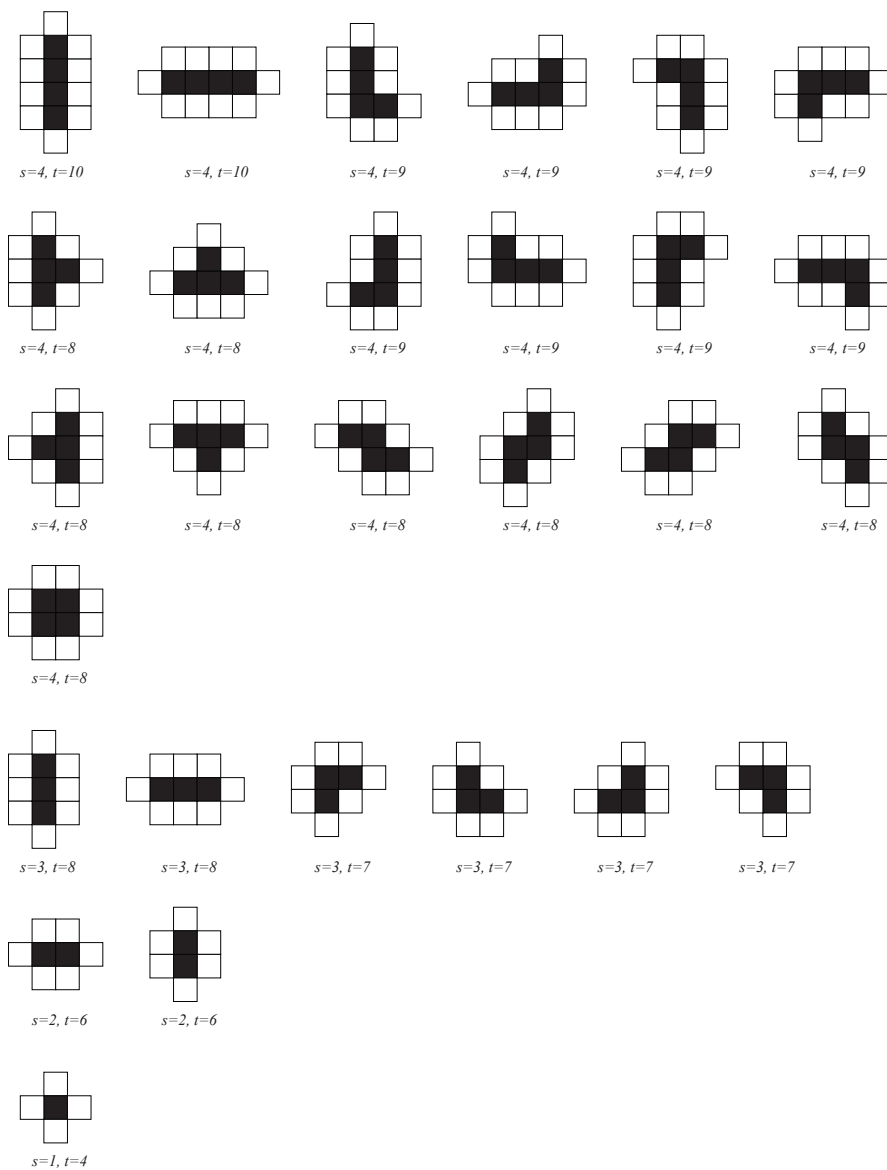 s=4, t=10 s=4, t=10 s=4, t=9 s=4, t=9 s=4, t=9 s=4, t=9
s=4, t=8 s=4, t=8 s=4, t=9 s=4, t=9 s=4, t=9 s=4, t=9
s=4, t=8 s=4, t=8 s=4, t=8 s=4, t=8 s=4, t=8 s=4, t=8
s=4, t=8
s=3, t=8 s=3, t=8 s=3, t=7 s=3, t=7 s=3, t=7 s=3, t=7
s=2, t=6 s=2, t=6
s=1, t=4